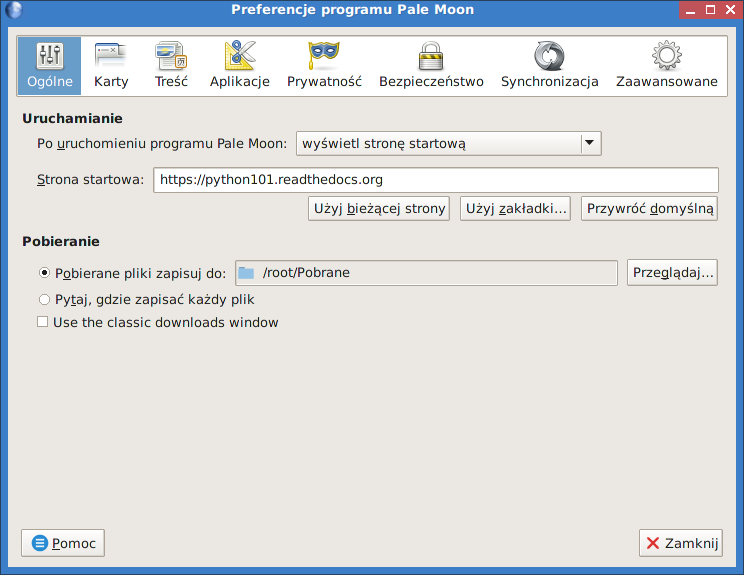 Preferencje programu Pale Moon
Ogólne Karty Treść Aplikacje Prywatność Bezpieczeństwo Synchronizacja Zaawansowane
Uruchamianie
Po uruchomieniu programu Pale Moon: wyświetl stronę startową
Strona startowa: https://python101.readthedocs.org
Użyj bieżącej strony Użyj zakładki... Przywróć domyślną
Pobieranie
Pobierane pliki zapisuj do: /root/Pobrane Przeglądaj...
Pytaj, gdzie zapisać każdy plik
Use the classic downloads window
Pomoc Zamknij